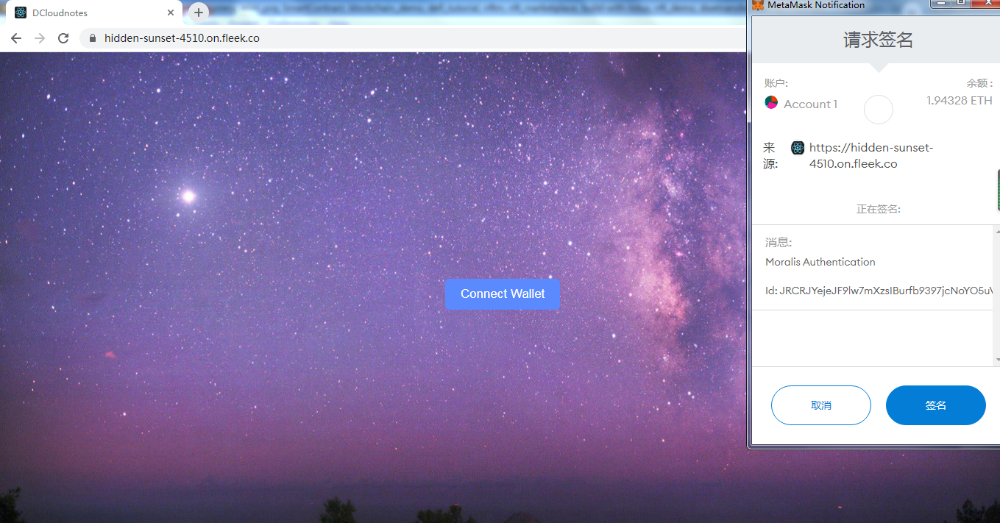 DCloudnotes
hidden-sunset-4510.on.fleek.co
Connect Wallet
MetaMask Notification
请求签名
账户:
余额 :
Account 1
1.94328 ETH
来
源:
https://hidden-sunset-
4510.on.fleek.co
正在签名:
消息:
Moralis Authentication
Id:
取消
签名